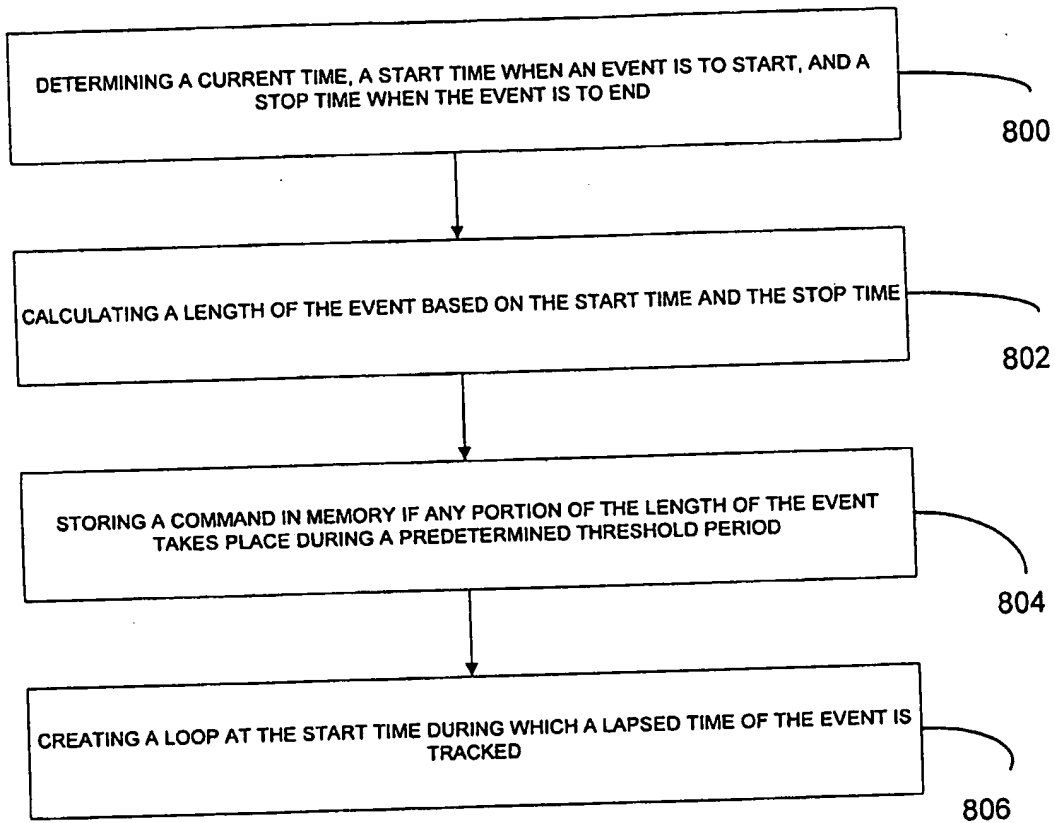 DETERMINING A CURRENT TIME, A START TIME WHEN AN EVENT IS TO START, AND A
STOP TIME WHEN THE EVENT IS TO END
800
CALCULATING A LENGTH OF THE EVENT BASED ON THE START TIME AND THE STOP TIME
802
STORING A COMMAND IN MEMORY IF ANY PORTION OF THE LENGTH OF THE EVENT
TAKES PLACE DURING A PREDETERMINED THRESHOLD PERIOD
804
CREATING A LOOP AT THE START TIME DURING WHICH A LAPSED TIME OF THE EVENT IS
TRACKED
806